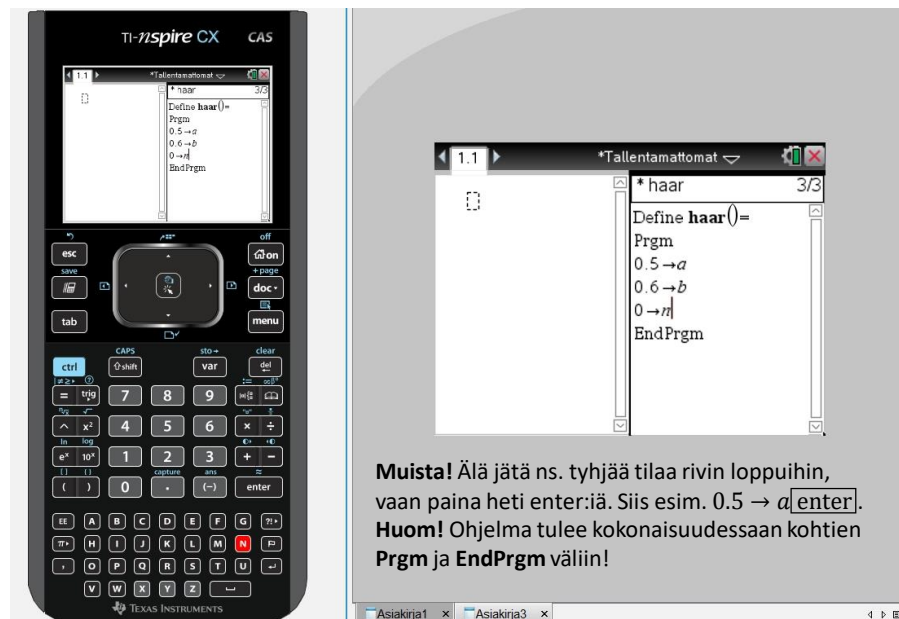 TI-nspire CX CAS
1.1 *Tallentamattomat
* haar 3/3
Define haar()=
Prgm
0.5→a
0.6→b
0→n
EndPrgm
esc
off
on
save
+page
doc
tab
menu
CAPS
sto→
clear
ctrl
shift
var
del
= trig 7 8 9
^ x² 4 5 6 × ÷
ln log
eˣ 10ˣ 1 2 3 + −
capture ans
( ) 0 . (−) enter
EE A B C D E F G ?!
π H I J K L M N
, O P Q R S T U
V W X Y Z
TEXAS INSTRUMENTS
1.1 *Tallentamattomat
* haar 3/3
Define haar()=
Prgm
0.5→a
0.6→b
0→n
EndPrgm
Muista! Älä jätä ns. tyhjää tilaa rivin loppuihin,
vaan paina heti enter:iä. Siis esim. 0.5 → a enter.
Huom! Ohjelma tulee kokonaisuudessaan kohtien
Prgm ja EndPrgm väliin!
Asiakirja1 × Asiakirja3 ×